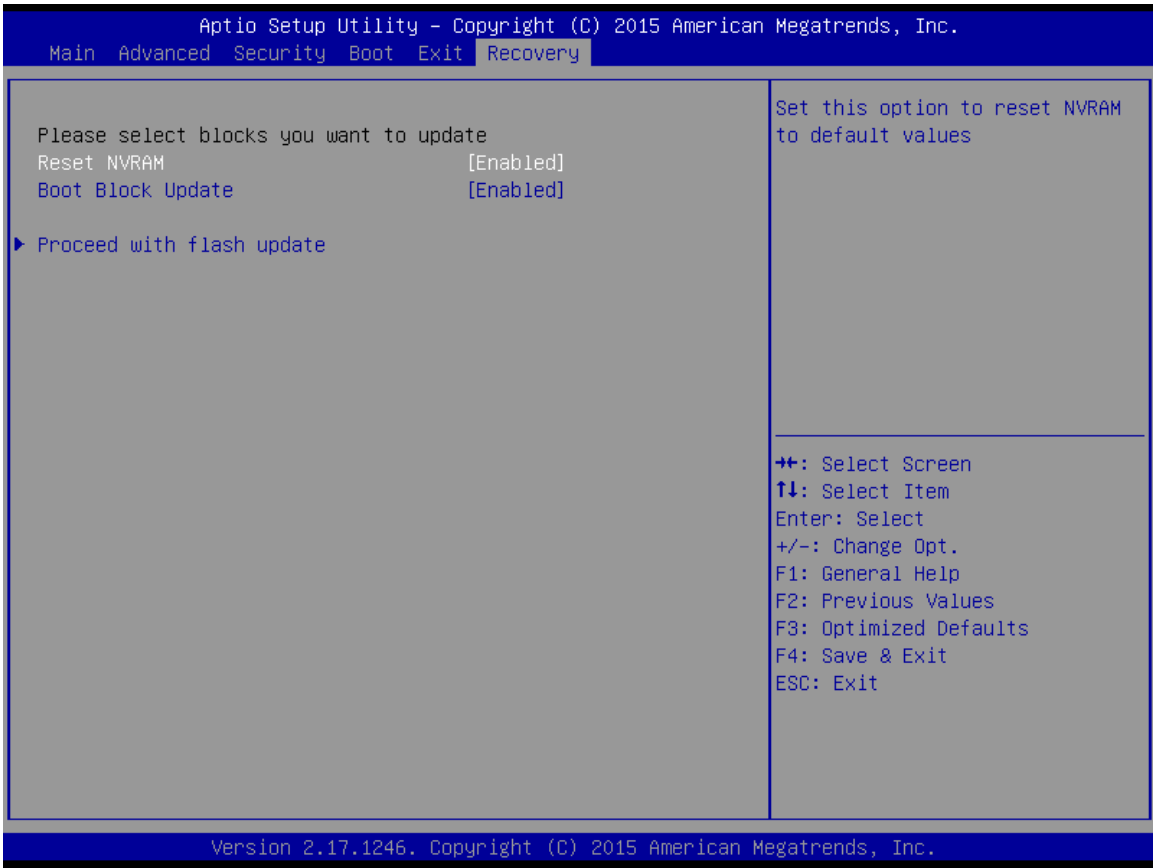 Aptio Setup Utility – Copyright (C) 2015 American Megatrends, Inc.
Main Advanced Security Boot Exit Recovery
Please select blocks you want to update
Reset NVRAM [Enabled]
Boot Block Update [Enabled]
▶ Proceed with flash update
Set this option to reset NVRAM
to default values
→←: Select Screen
↑↓: Select Item
Enter: Select
+/-: Change Opt.
F1: General Help
F2: Previous Values
F3: Optimized Defaults
F4: Save & Exit
ESC: Exit
Version 2.17.1246. Copyright (C) 2015 American Megatrends, Inc.